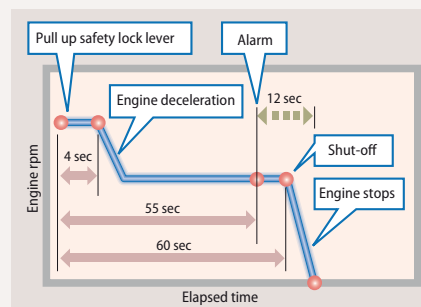 Pull up safety lock lever
Alarm
Engine deceleration
12 sec
Shut-off
4 sec
Engine stops
55 sec
60 sec
Engine rpm
Elapsed time